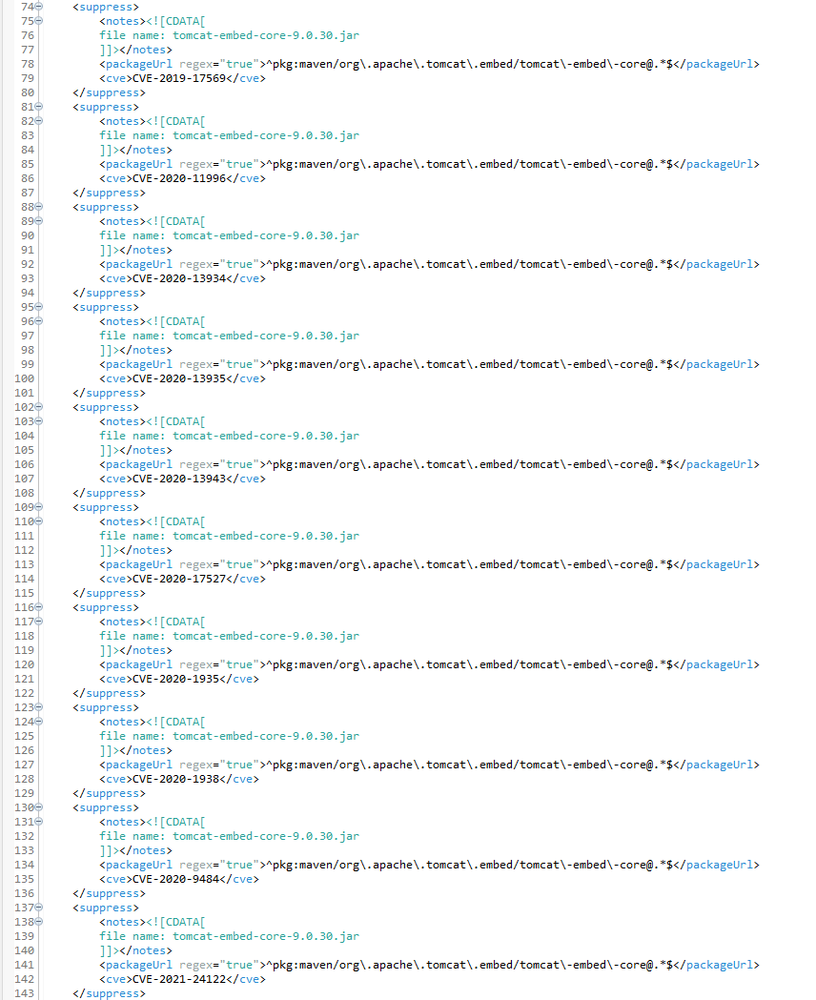 74 <suppress>
75 <notes><![CDATA[
76 file name: tomcat-embed-core-9.0.30.jar
77 ]]></notes>
78 <packageUrl regex="true">^pkg:maven/org\.apache\.tomcat\.embed/tomcat\-embed\-core@.*$</packageUrl>
79 <cve>CVE-2019-17569</cve>
80 </suppress>
81 <suppress>
82 <notes><![CDATA[
83 file name: tomcat-embed-core-9.0.30.jar
84 ]]></notes>
85 <packageUrl regex="true">^pkg:maven/org\.apache\.tomcat\.embed/tomcat\-embed\-core@.*$</packageUrl>
86 <cve>CVE-2020-11996</cve>
87 </suppress>
88 <suppress>
89 <notes><![CDATA[
90 file name: tomcat-embed-core-9.0.30.jar
91 ]]></notes>
92 <packageUrl regex="true">^pkg:maven/org\.apache\.tomcat\.embed/tomcat\-embed\-core@.*$</packageUrl>
93 <cve>CVE-2020-13934</cve>
94 </suppress>
95 <suppress>
96 <notes><![CDATA[
97 file name: tomcat-embed-core-9.0.30.jar
98 ]]></notes>
99 <packageUrl regex="true">^pkg:maven/org\.apache\.tomcat\.embed/tomcat\-embed\-core@.*$</packageUrl>
100 <cve>CVE-2020-13935</cve>
101 </suppress>
102 <suppress>
103 <notes><![CDATA[
104 file name: tomcat-embed-core-9.0.30.jar
105 ]]></notes>
106 <packageUrl regex="true">^pkg:maven/org\.apache\.tomcat\.embed/tomcat\-embed\-core@.*$</packageUrl>
107 <cve>CVE-2020-13943</cve>
108 </suppress>
109 <suppress>
110 <notes><![CDATA[
111 file name: tomcat-embed-core-9.0.30.jar
112 ]]></notes>
113 <packageUrl regex="true">^pkg:maven/org\.apache\.tomcat\.embed/tomcat\-embed\-core@.*$</packageUrl>
114 <cve>CVE-2020-17527</cve>
115 </suppress>
116 <suppress>
117 <notes><![CDATA[
118 file name: tomcat-embed-core-9.0.30.jar
119 ]]></notes>
120 <packageUrl regex="true">^pkg:maven/org\.apache\.tomcat\.embed/tomcat\-embed\-core@.*$</packageUrl>
121 <cve>CVE-2020-1935</cve>
122 </suppress>
123 <suppress>
124 <notes><![CDATA[
125 file name: tomcat-embed-core-9.0.30.jar
126 ]]></notes>
127 <packageUrl regex="true">^pkg:maven/org\.apache\.tomcat\.embed/tomcat\-embed\-core@.*$</packageUrl>
128 <cve>CVE-2020-1938</cve>
129 </suppress>
130 <suppress>
131 <notes><![CDATA[
132 file name: tomcat-embed-core-9.0.30.jar
133 ]]></notes>
134 <packageUrl regex="true">^pkg:maven/org\.apache\.tomcat\.embed/tomcat\-embed\-core@.*$</packageUrl>
135 <cve>CVE-2020-9484</cve>
136 </suppress>
137 <suppress>
138 <notes><![CDATA[
139 file name: tomcat-embed-core-9.0.30.jar
140 ]]></notes>
141 <packageUrl regex="true">^pkg:maven/org\.apache\.tomcat\.embed/tomcat\-embed\-core@.*$</packageUrl>
142 <cve>CVE-2021-24122</cve>
143 </suppress>